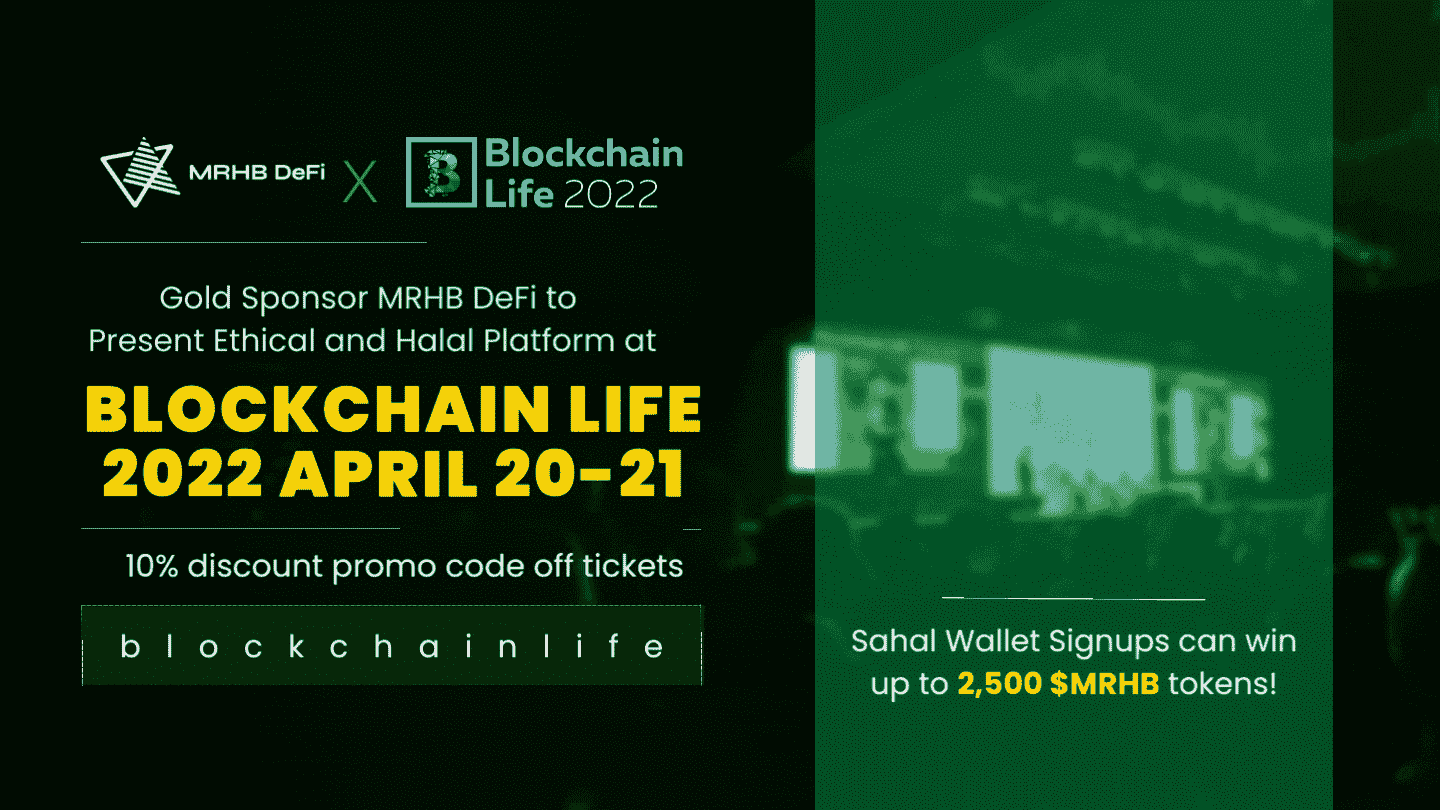 MRHB DeFi X Blockchain
Life 2022
Gold Sponsor MRHB DeFi to
Present Ethical and Halal Platform at
BLOCKCHAIN LIFE
2022 APRIL 20-21
10% discount promo code off tickets
blockchainlife
Sahal Wallet Signups can win
up to 2,500 $MRHB tokens!